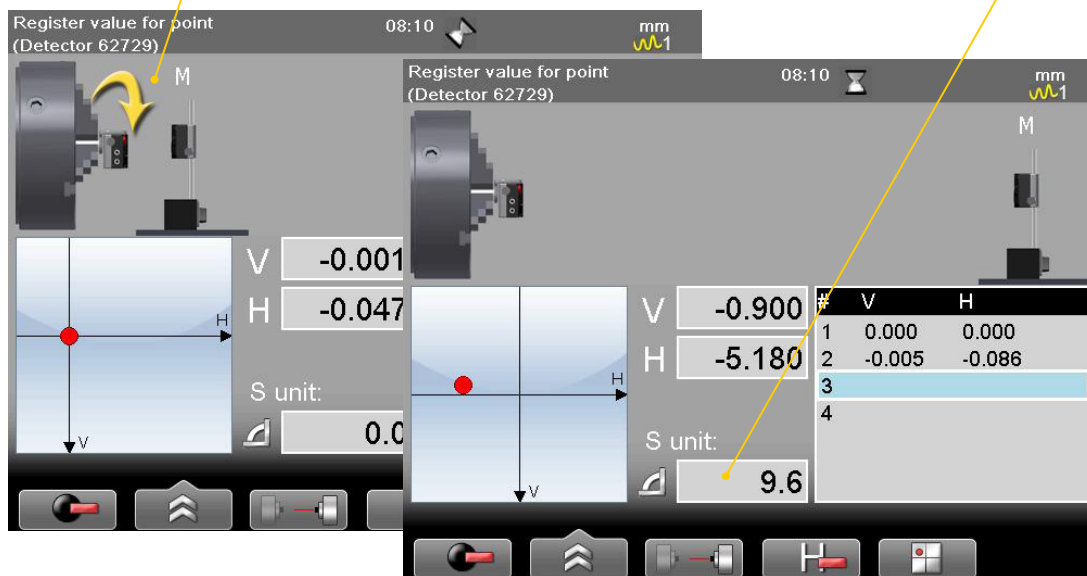 Register value for point
(Detector 62729)
08:10
mm
1
M
V
-0.001
H
-0.047
H
V
S unit:
0.0
Register value for point
(Detector 62729)
08:10
mm
1
M
V
-0.900
H
-5.180
H
V
S unit:
9.6
# V H
1 0.000 0.000
2 -0.005 -0.086
3
4
H